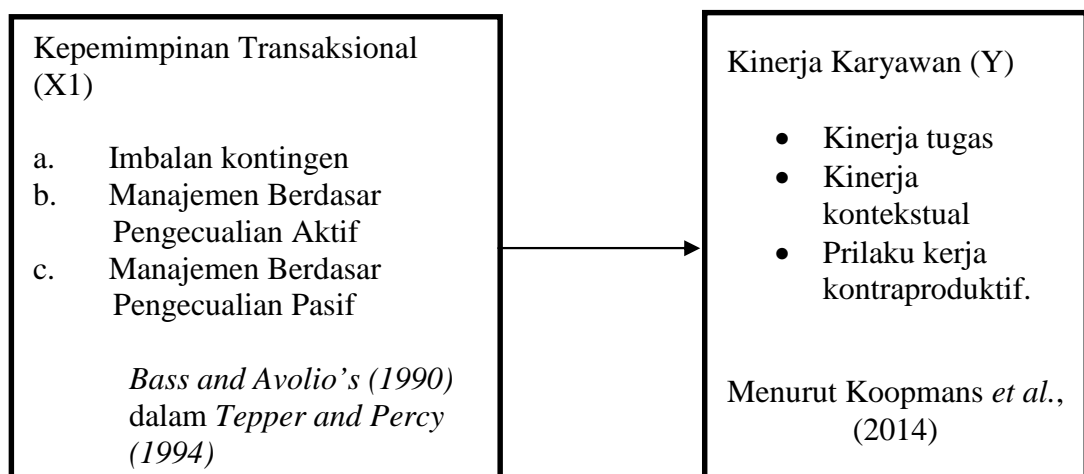 Kepemimpinan Transaksional
(X1)
a. Imbalan kontingen
b. Manajemen Berdasar
Pengecualian Aktif
c. Manajemen Berdasar
Pengecualian Pasif
Bass and Avolio's (1990)
dalam Tepper and Percy
(1994)
Kinerja Karyawan (Y)
• Kinerja tugas
• Kinerja
kontekstual
• Prilaku kerja
kontraproduktif.
Menurut Koopmans et al.,
(2014)